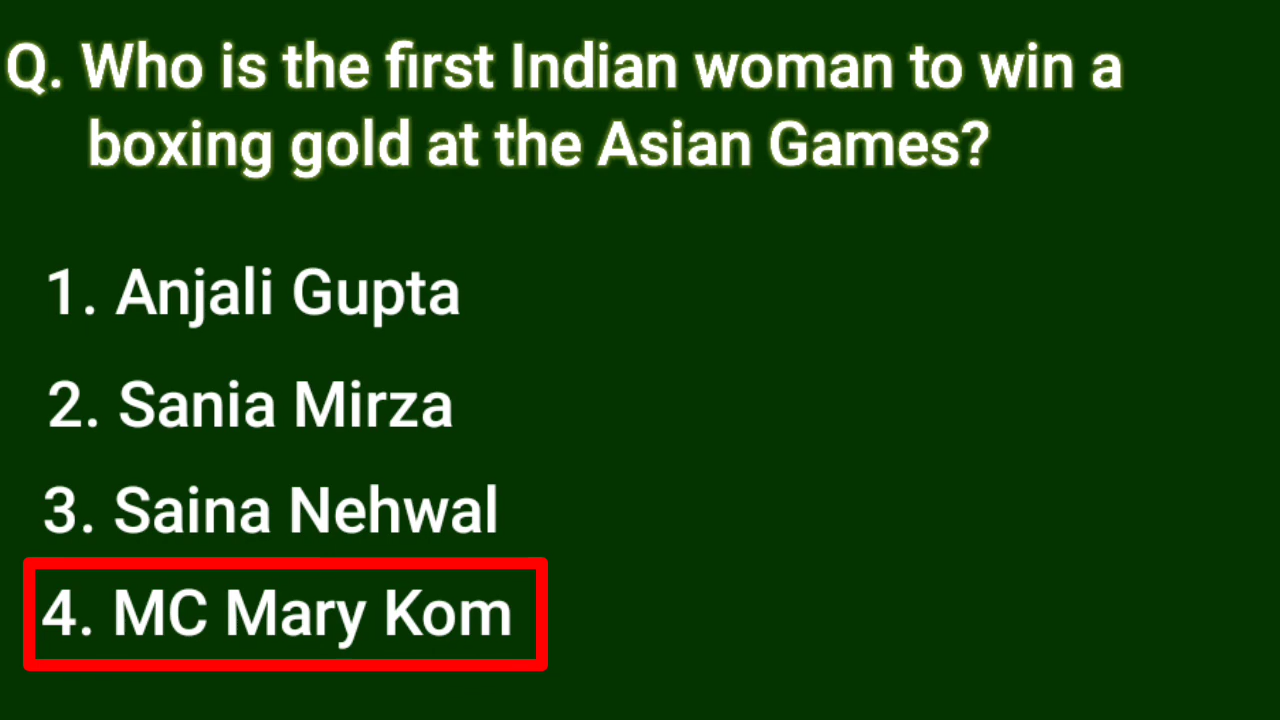 Q. Who is the first Indian woman to win a
boxing gold at the Asian Games?
1. Anjali Gupta
2. Sania Mirza
3. Saina Nehwal
4. MC Mary Kom